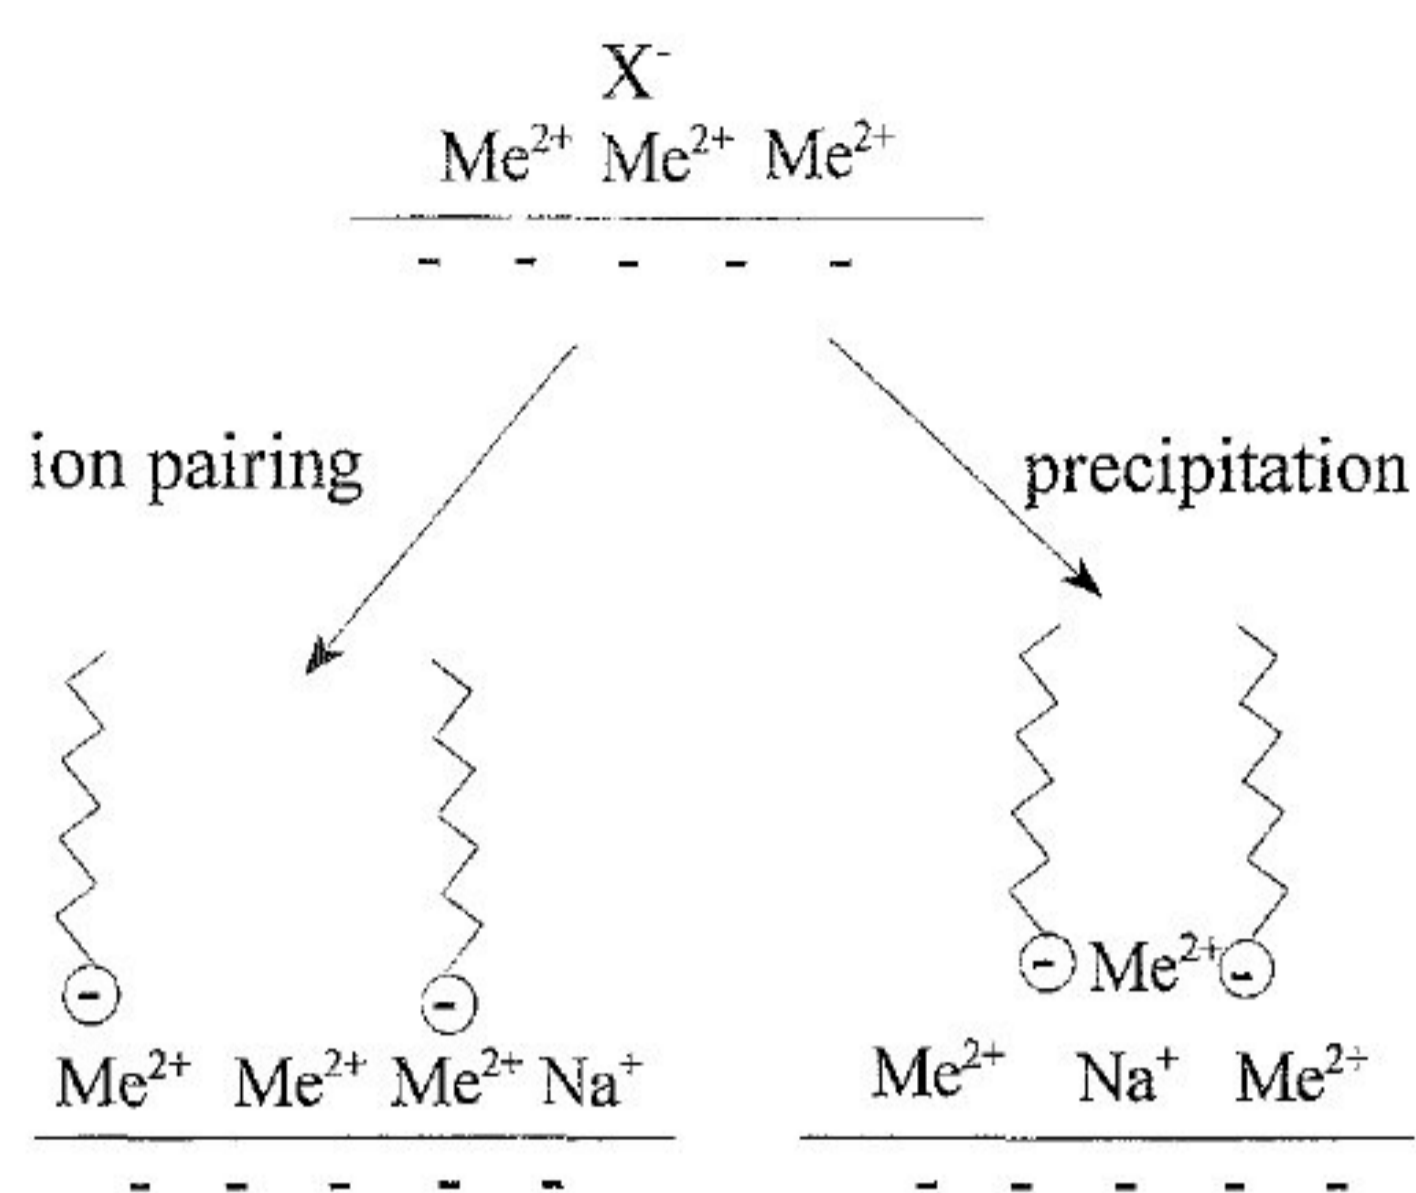 X⁻
Me²⁺ Me²⁺ Me²⁺
- - - - -
ion pairing
precipitation
- -
Me²⁺ Me²⁺ Me²⁺ Na⁺
- - - - -
- Me²⁺ -
Me²⁺ Na⁺ Me²⁺
- - - - -